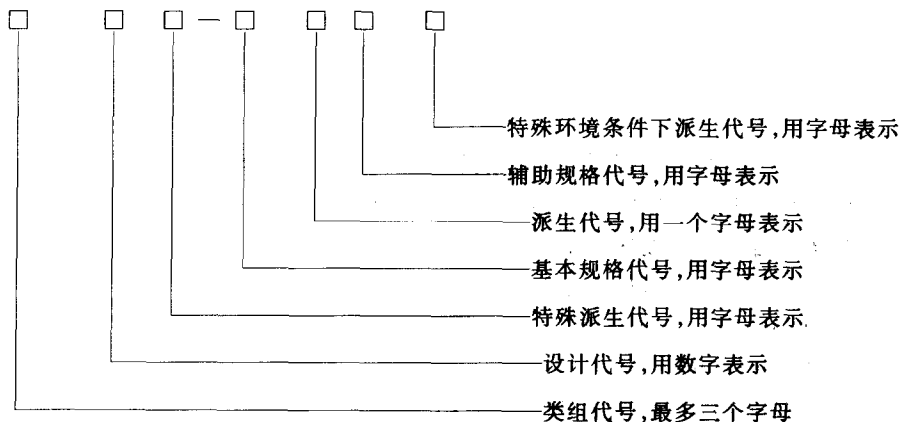 □ □ □—□ □ □ □
特殊环境条件下派生代号,用字母表示
辅助规格代号,用字母表示
派生代号,用一个字母表示
基本规格代号,用字母表示
特殊派生代号,用字母表示
设计代号,用数字表示
类组代号,最多三个字母